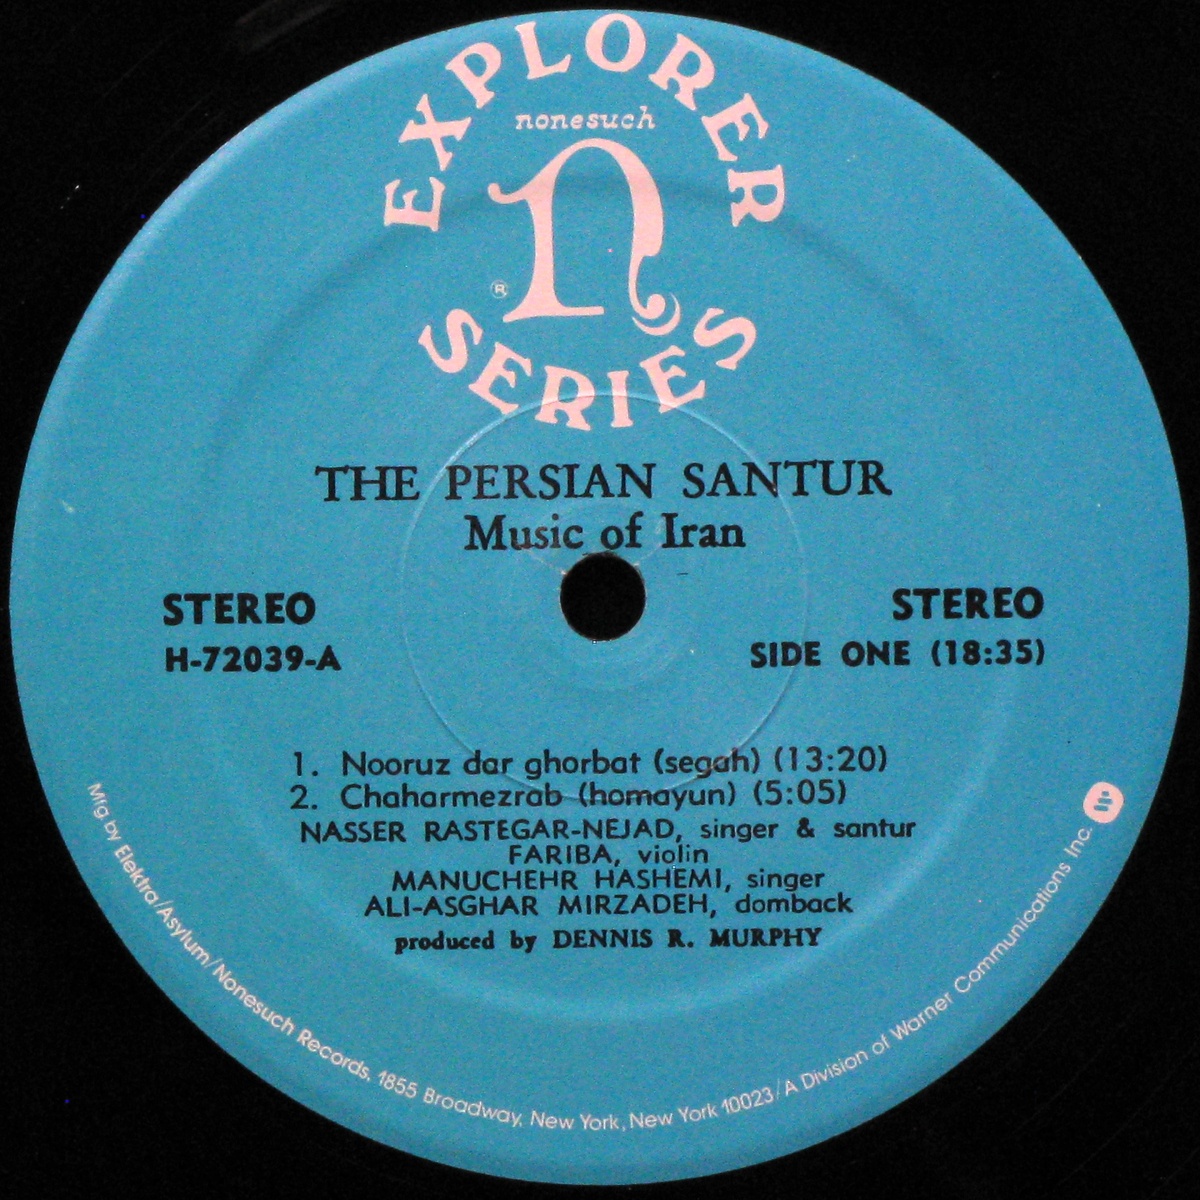 EXPLORER
nonesuch
n
®
SERIES
THE PERSIAN SANTUR
Music of Iran
STEREO
H-72039-A
STEREO
SIDE ONE (18:35)
1. Nooruz dar ghorbat (segah) (13:20)
2. Chaharmezrab (homayun) (5:05)
NASSER RASTEGAR-NEJAD, singer & santur
FARIBA, violin
MANUCHEHR HASHEMI, singer
ALI-ASGHAR MIRZADEH, domback
produced by DENNIS R. MURPHY
Mfg. by Elektra/Asylum/Nonesuch Records, 1855 Broadway, New York, New York 10023/A Division of Warner Communications Inc.